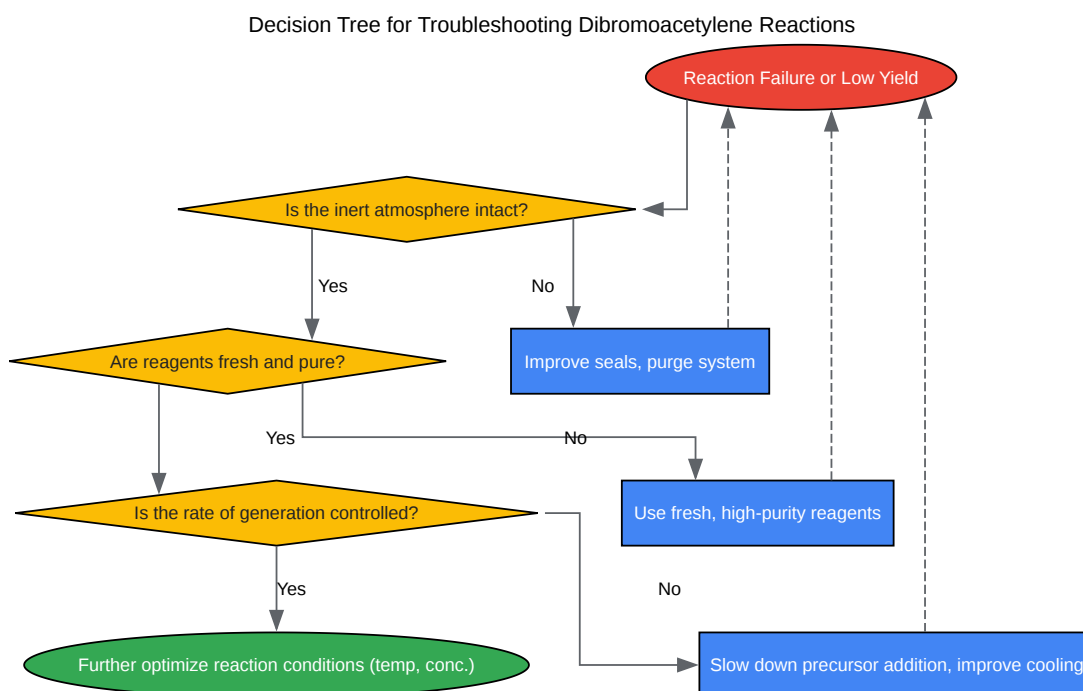 Decision Tree for Troubleshooting Dibromoacetylene Reactions
Reaction Failure or Low Yield
Is the inert atmosphere intact?
Yes
No
Are reagents fresh and pure?
Improve seals, purge system
Yes
No
Is the rate of generation controlled?
Use fresh, high-purity reagents
Yes
No
Further optimize reaction conditions (temp, conc.)
Slow down precursor addition, improve cooling